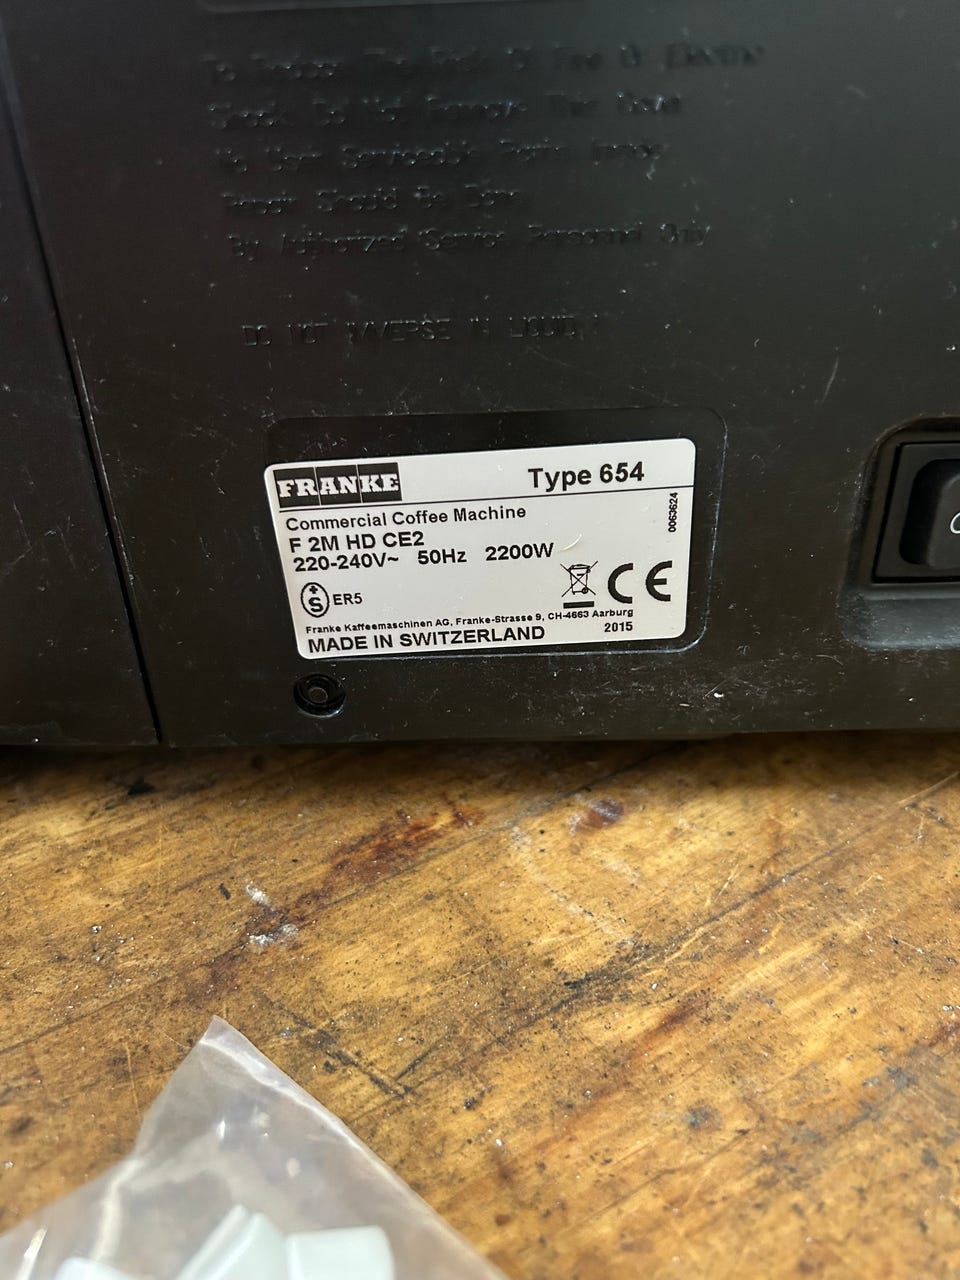 To Reduce The Risk Of Fire Or Electric
Shock, Do Not Remove This Cover
No User Serviceable Parts Inside
Repair Should Be Done
By Authorized Service Personnel Only
DO NOT IN LIQUID !
FRANKE
Type 654
Commercial Coffee Machine
0063624
F 2M HD CE2
220-240V~ 50Hz 2200W
+S ER5
CE
Franke Kaffeemaschinen AG, Franke-Strasse 9, CH-4663 Aarburg
MADE IN SWITZERLAND 2015